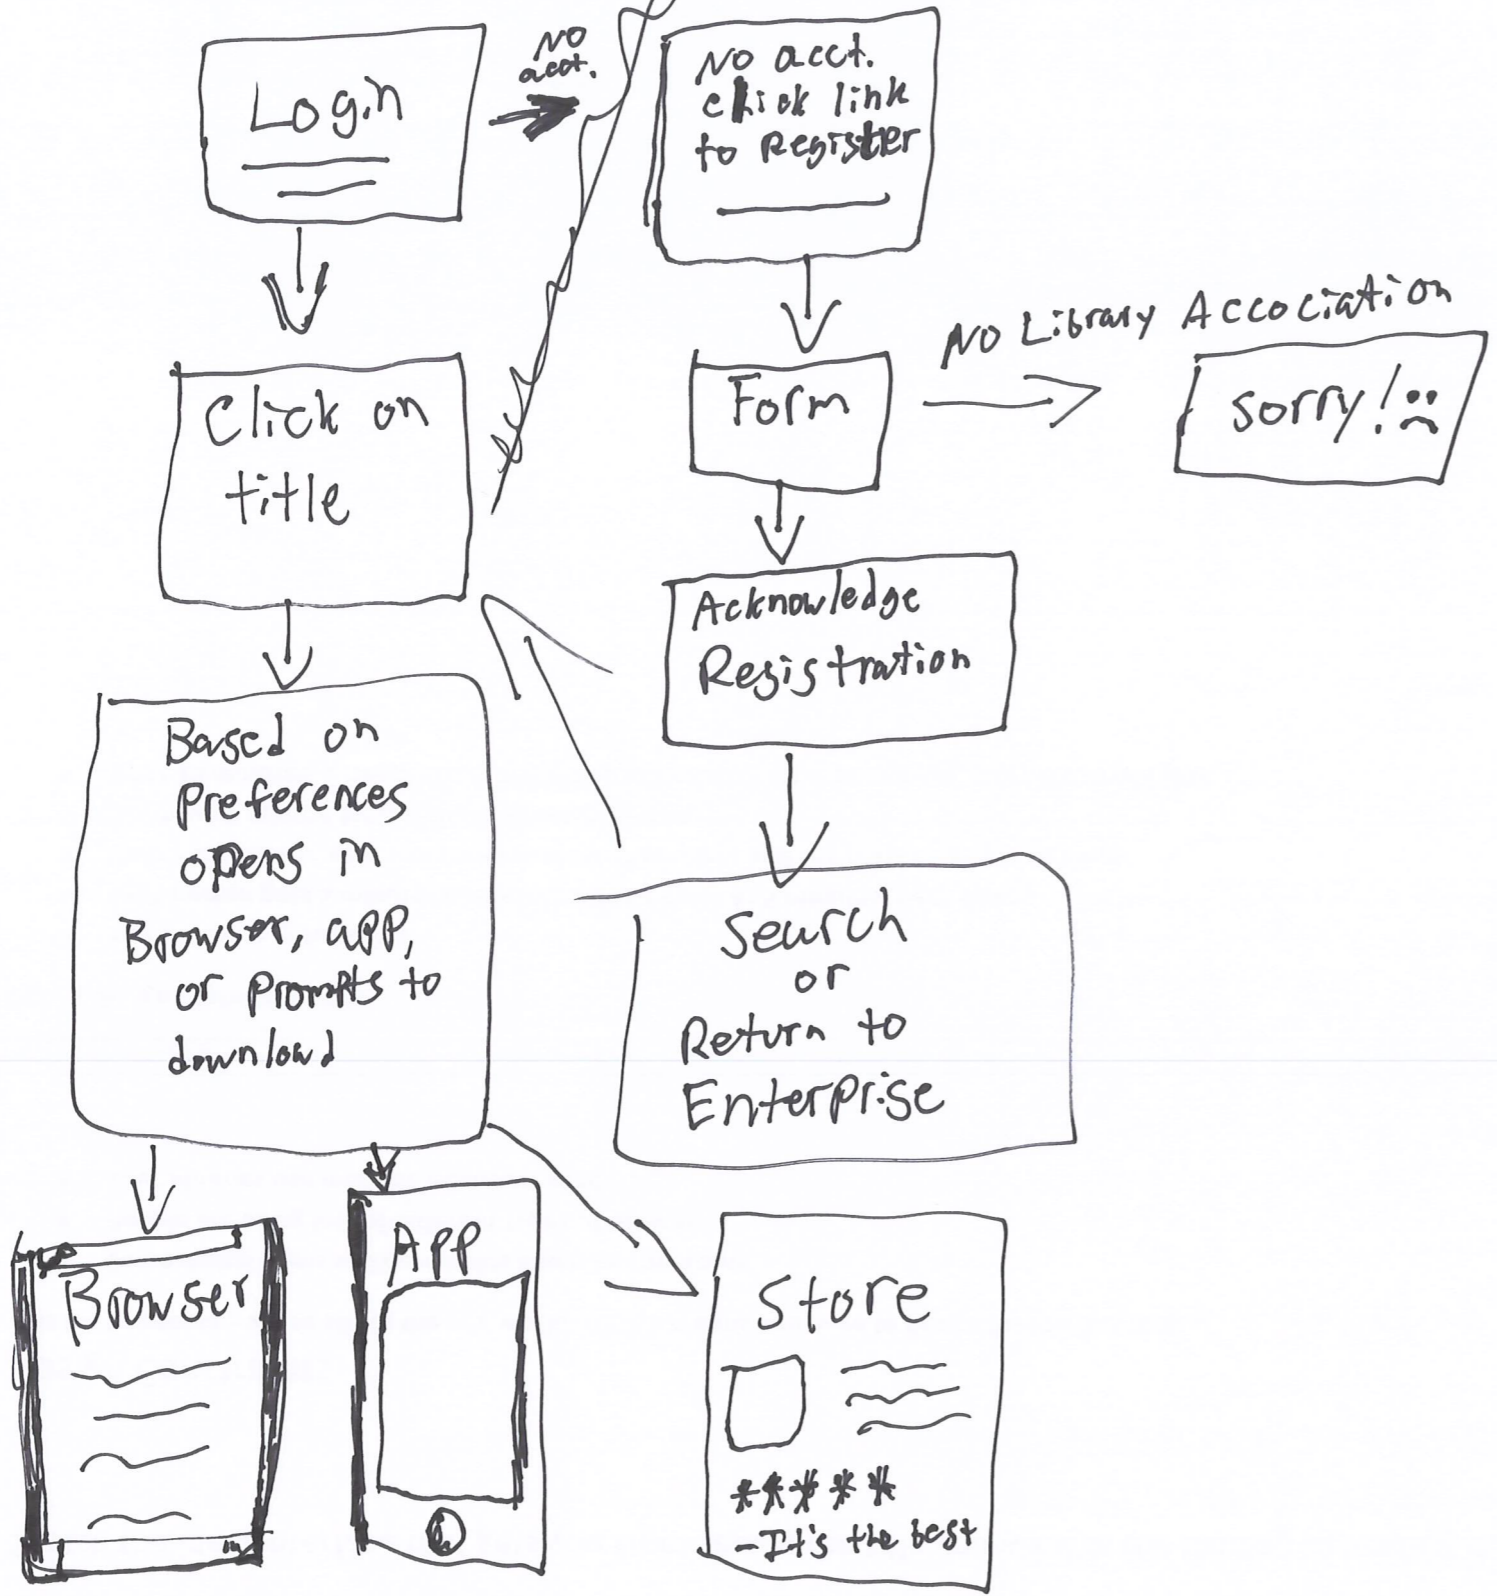 Login
No
acct.
No acct.
click link
to Register
Click on
title
Form
No Library Accociation
sorry!
Acknowledge
Registration
Based on
Preferences
opens in
Browser, app,
or Prompts to
download
Search
or
Return to
Enterprise
Browser
App
Store
*****
-It's the best